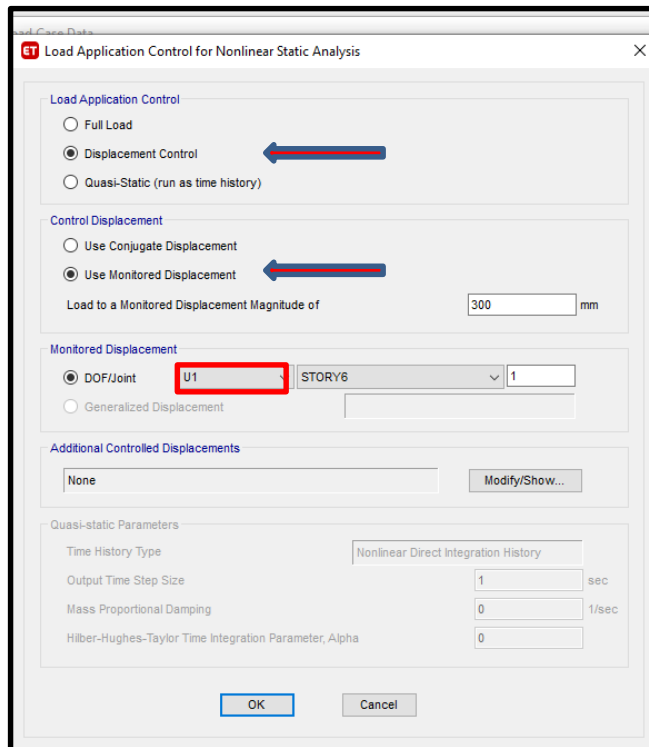 Load Case Data
ET Load Application Control for Nonlinear Static Analysis
Load Application Control
Full Load
Displacement Control
Quasi-Static (run as time history)
Control Displacement
Use Conjugate Displacement
Use Monitored Displacement
Load to a Monitored Displacement Magnitude of 300 mm
Monitored Displacement
DOF/Joint U1 STORY6 1
Generalized Displacement
Additional Controlled Displacements
None Modify/Show...
Quasi-static Parameters
Time History Type Nonlinear Direct Integration History
Output Time Step Size 1 sec
Mass Proportional Damping 0 1/sec
Hilber-Hughes-Taylor Time Integration Parameter, Alpha 0
OK Cancel